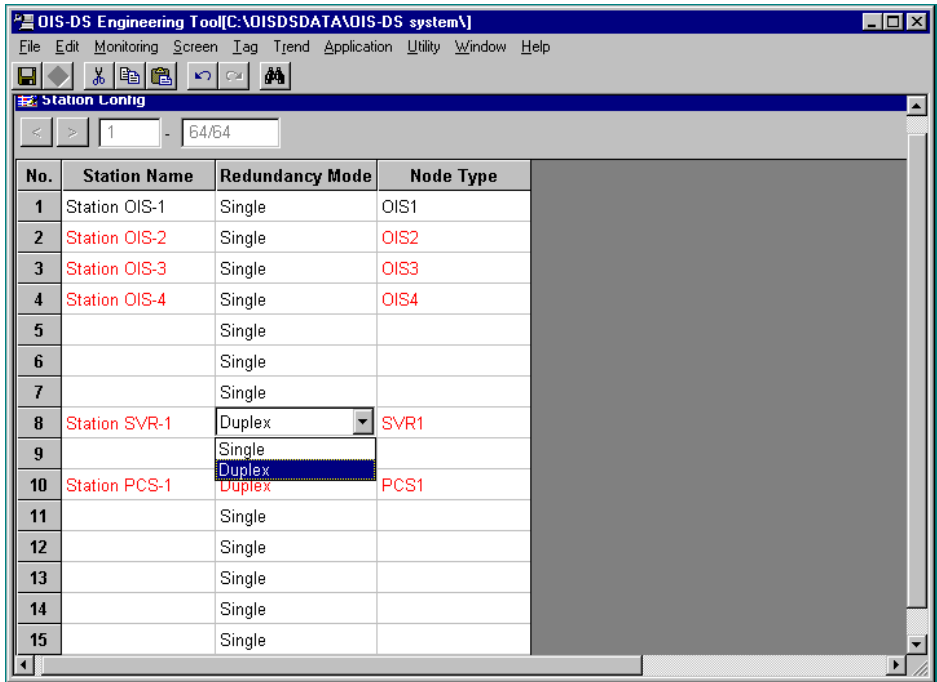 OIS-DS Engineering Tool[C:\OISDSDATA\OIS-DS system\]
File Edit Monitoring Screen Tag Trend Application Utility Window Help
Station Config
< > 1 - 64/64
No. Station Name Redundancy Mode Node Type
1 Station OIS-1 Single OIS1
2 Station OIS-2 Single OIS2
3 Station OIS-3 Single OIS3
4 Station OIS-4 Single OIS4
5 Single
6 Single
7 Single
8 Station SVR-1 Duplex SVR1
9 Single
Duplex
10 Station PCS-1 Duplex PCS1
11 Single
12 Single
13 Single
14 Single
15 Single